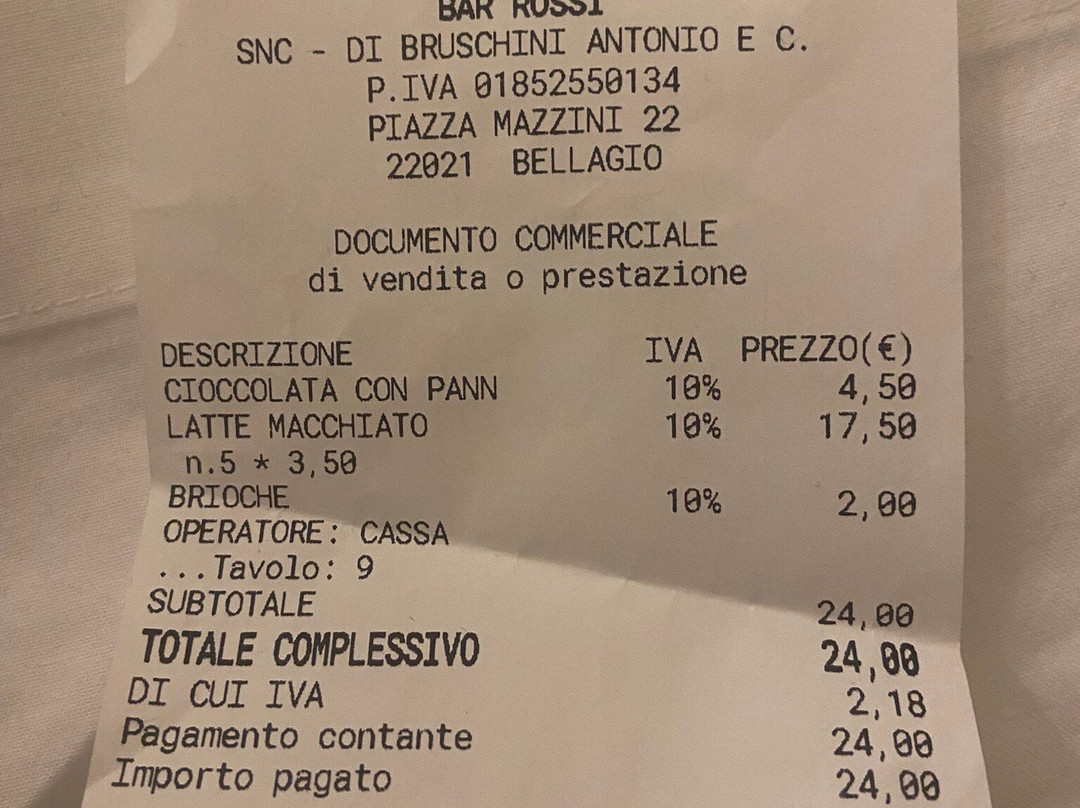 BAR ROSSI
SNC - DI BRUSCHINI ANTONIO E C.
P.IVA 01852550134
PIAZZA MAZZINI 22
22021 BELLAGIO
DOCUMENTO COMMERCIALE
di vendita o prestazione
DESCRIZIONE IVA PREZZO(€)
CIOCCOLATA CON PANN 10% 4,50
LATTE MACCHIATO 10% 17,50
n.5 * 3,50
BRIOCHE 10% 2,00
OPERATORE: CASSA
...Tavolo: 9
SUBTOTALE 24,00
TOTALE COMPLESSIVO 24,00
DI CUI IVA 2,18
Pagamento contante 24,00
Importo pagato 24,00